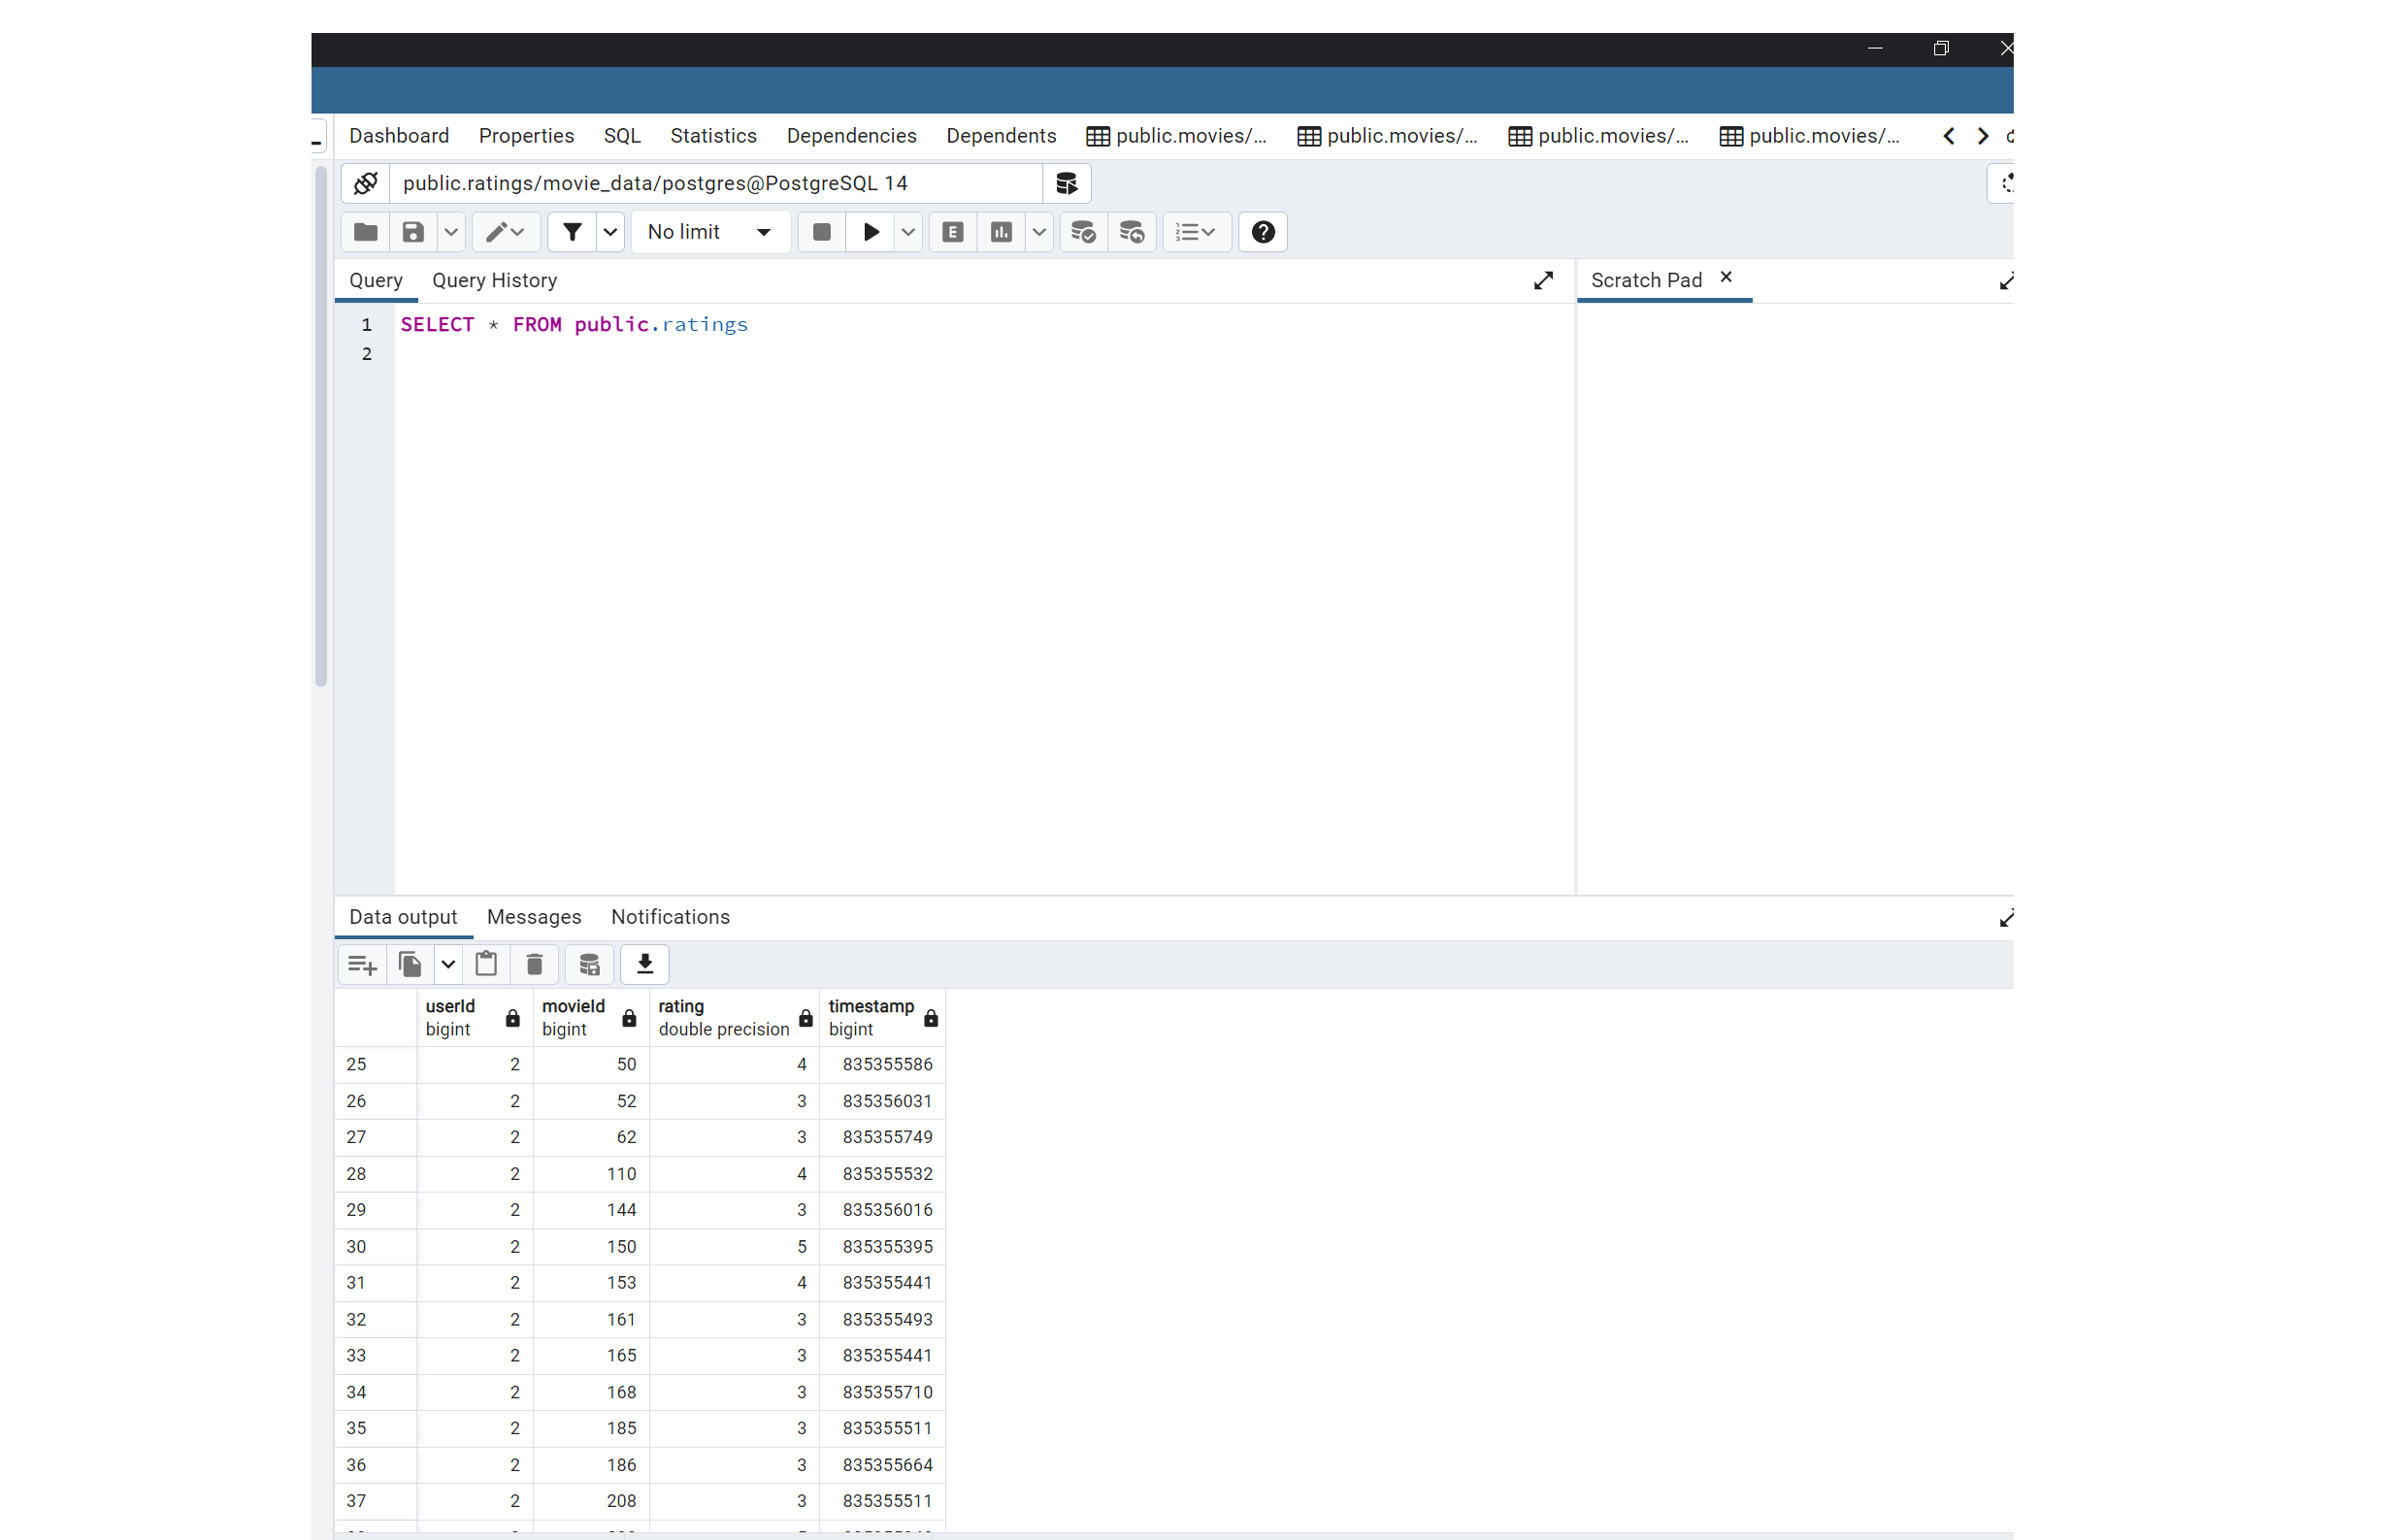 Dashboard Properties SQL Statistics Dependencies Dependents public.movies/... public.movies/... public.movies/... public.movies/...
public.ratings/movie_data/postgres@PostgreSQL 14
No limit E
Query Query History Scratch Pad
1 SELECT * FROM public.ratings
2
Data output Messages Notifications
userId movieId rating timestamp
bigint bigint double precision bigint
25 2 50 4 835355586
26 2 52 3 835356031
27 2 62 3 835355749
28 2 110 4 835355532
29 2 144 3 835356016
30 2 150 5 835355395
31 2 153 4 835355441
32 2 161 3 835355493
33 2 165 3 835355441
34 2 168 3 835355710
35 2 185 3 835355511
36 2 186 3 835355664
37 2 208 3 835355511